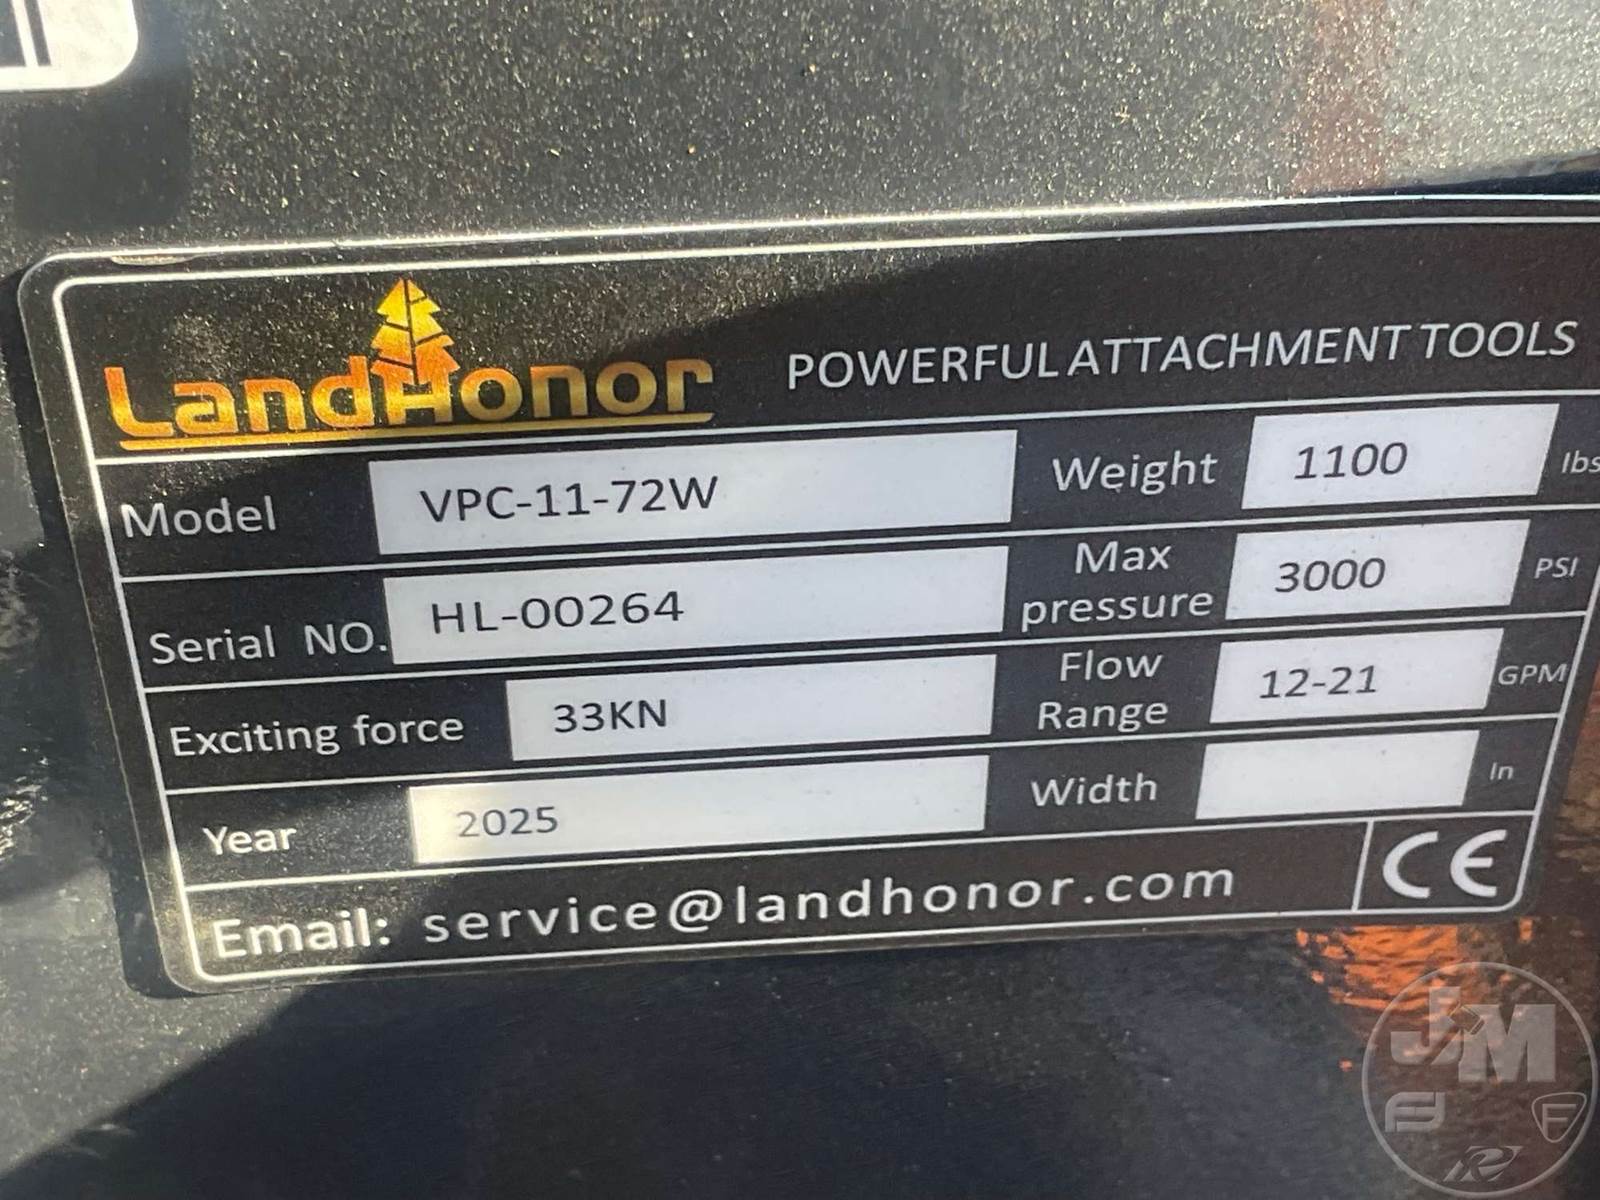 LandHonor
POWERFUL ATTACHMENT TOOLS
Model VPC-11-72W Weight 1100 lbs
Serial NO. HL-00264 Max pressure 3000 PSI
Exciting force 33KN Flow Range 12-21 GPM
Year 2025 Width In
Email: service@landhonor.com CE
JM